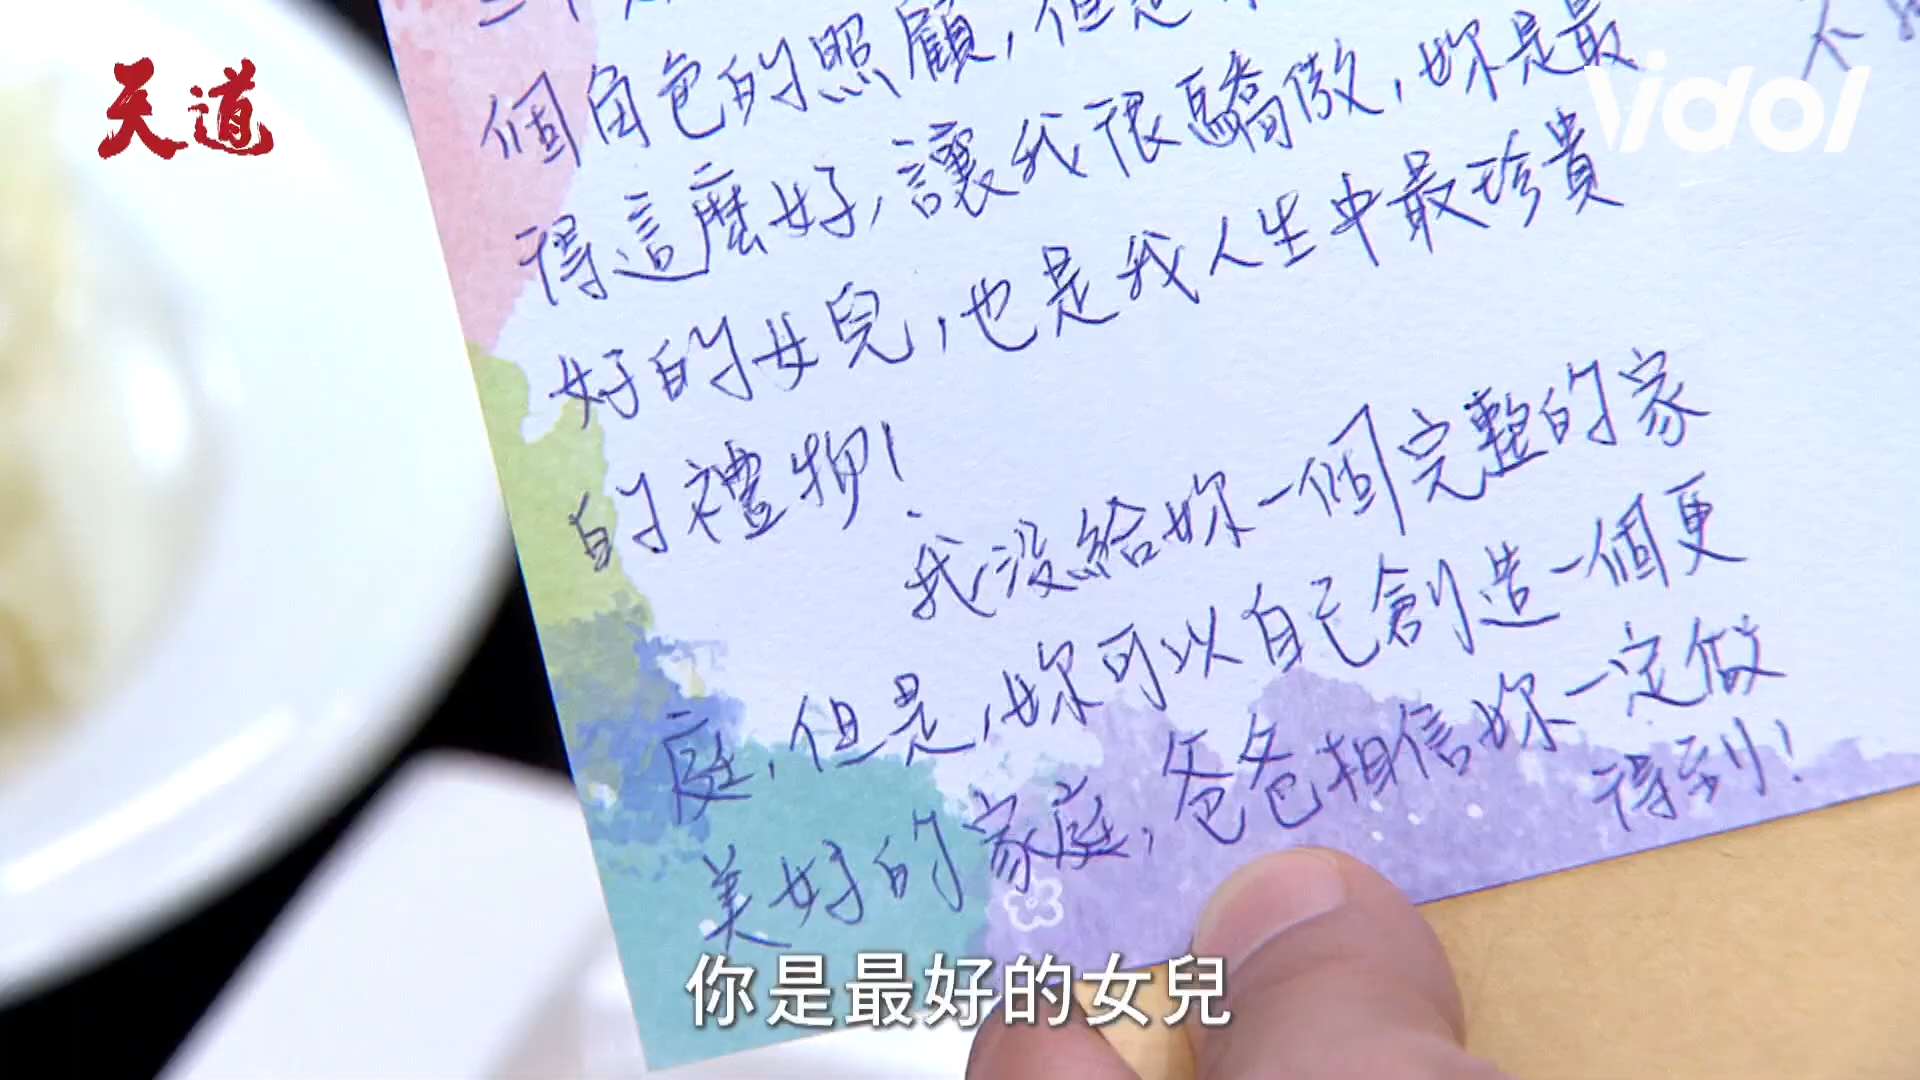 天道
Vidol
個角色的照顧,但是
得這麼好,讓我很驕傲,妳是最
好的女兒,也是我人生中最珍貴
的禮物!
我沒給妳一個完整的家
庭,但是,妳可以自己創造一個更
美好的家庭,爸爸相信妳一定做
得到!
你是最好的女兒